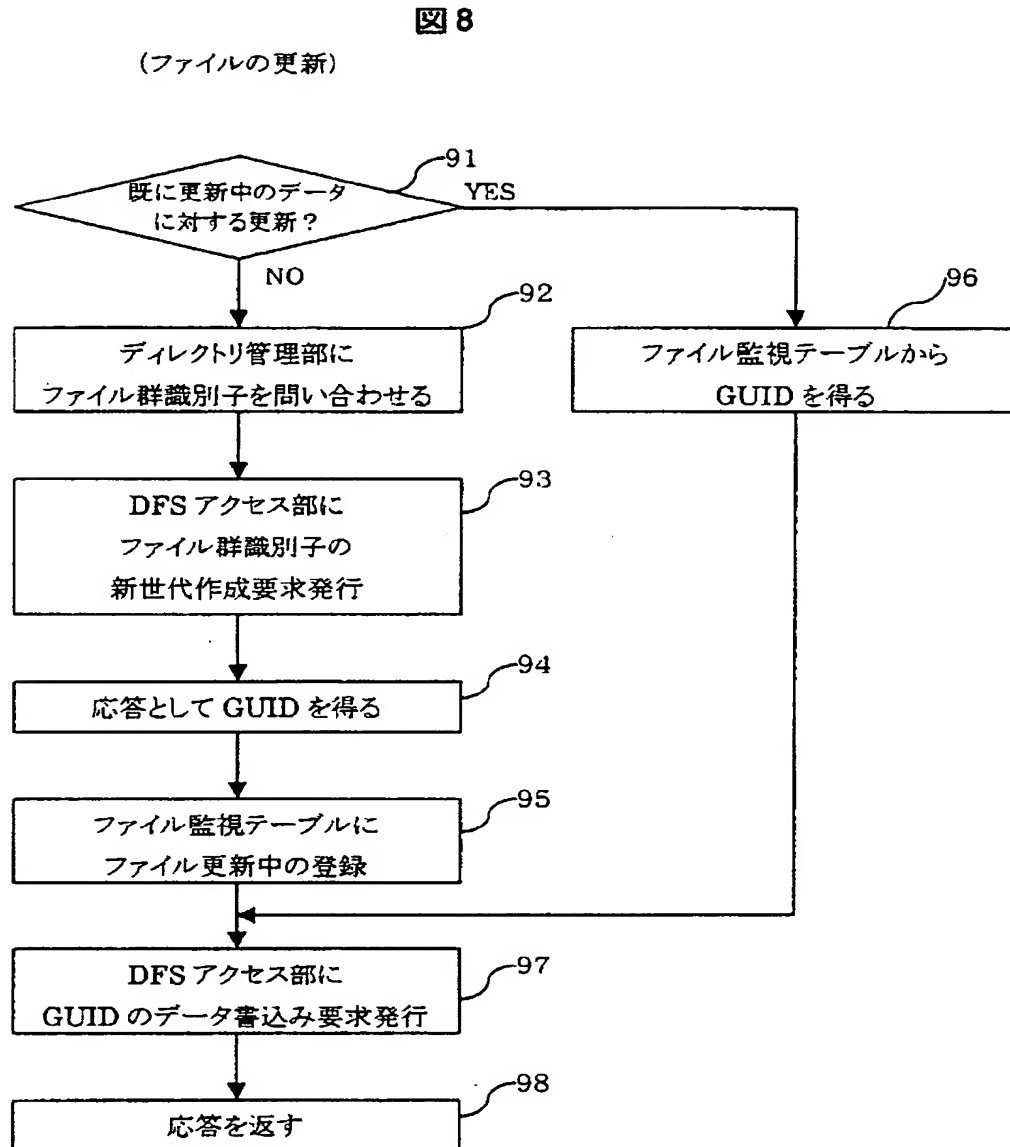 図8
(ファイルの更新)
91
既に更新中のデータ
に対する更新?
YES
NO
92
ディレクトリ管理部に
ファイル群識別子を問い合わせる
96
ファイル監視テーブルから
GUID を得る
93
DFS アクセス部に
ファイル群識別子の
新世代作成要求発行
94
応答として GUID を得る
95
ファイル監視テーブルに
ファイル更新中の登録
97
DFS アクセス部に
GUID のデータ書込み要求発行
98
応答を返す